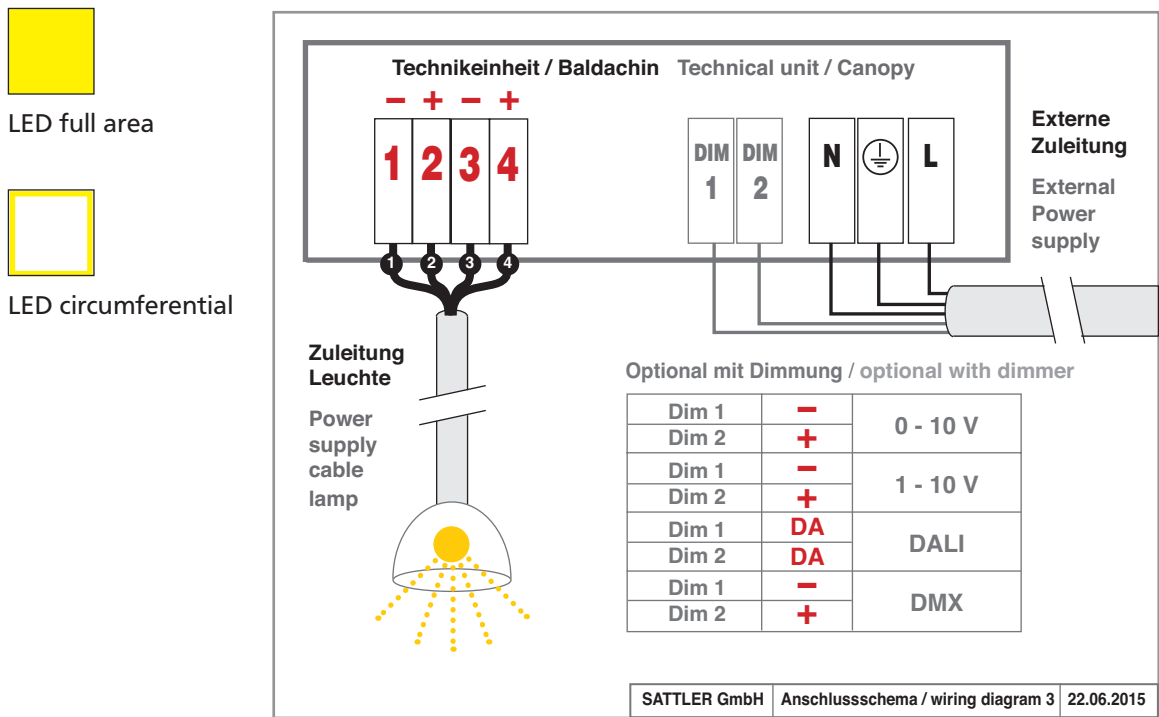 LED full area
LED circumferential
Technikeinheit / Baldachin Technical unit / Canopy
− + − +
1 2 3 4
DIM 1
DIM 2
N
L
1 2 3 4
Externe
Zuleitung
External
Power
supply
Zuleitung
Leuchte
Power
supply
cable
lamp
Optional mit Dimmung / optional with dimmer
Dim 1 − 0 - 10 V
Dim 2 +
Dim 1 − 1 - 10 V
Dim 2 +
Dim 1 DA DALI
Dim 2 DA
Dim 1 − DMX
Dim 2 +
SATTLER GmbH Anschlussschema / wiring diagram 3 22.06.2015